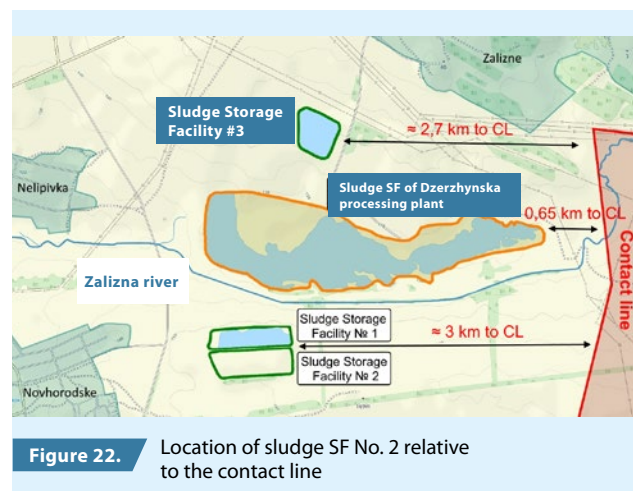 Zalizne
Sludge Storage
Facility #3
≈ 2,7 km to CL
Nelipivka
Sludge SF of Dzerzhynska
processing plant
0,65 km to CL
Contact line
Zalizna river
Sludge Storage
Facility № 1
≈ 3 km to CL
Sludge Storage
Facility № 2
Novhorodske
Figure 22.
Location of sludge SF No. 2 relative
to the contact line